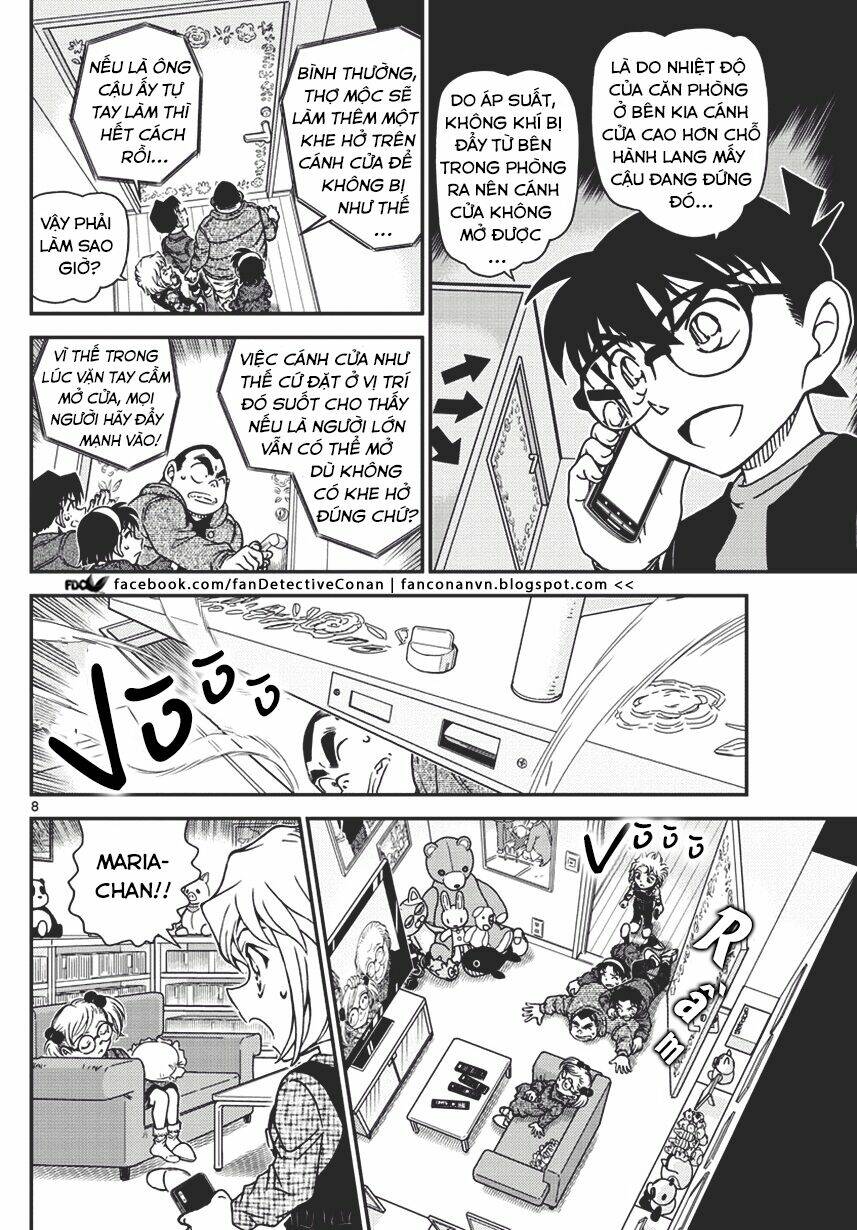 LÀ DO NHIỆT ĐỘ
CỦA CĂN PHÒNG
Ở BÊN KIA CÁNH
CỬA CAO HƠN CHỖ
HÀNH LANG MẤY
CẬU ĐANG ĐỨNG
ĐÓ...
DO ÁP SUẤT,
KHÔNG KHÍ BỊ
ĐẨY TỪ BÊN
TRONG PHÒNG
RA NÊN CÁNH
CỬA KHÔNG
MỞ ĐƯỢC
...
BÌNH THƯỜNG,
THỢ MỘC SẼ
LÀM THÊM MỘT
KHE HỞ TRÊN
CÁNH CỬA ĐỂ
KHÔNG BỊ
NHƯ THẾ
...
NẾU LÀ ÔNG
CẬU ẤY TỰ
TAY LÀM THÌ
HẾT CÁCH
RỒI...
VẬY PHẢI
LÀM SAO
GIỜ?
VIỆC CÁNH CỬA NHƯ
THẾ CỨ ĐẶT Ở VỊ TRÍ
ĐÓ SUỐT CHO THẤY
NẾU LÀ NGƯỜI LỚN
VẪN CÓ THỂ MỞ
DÙ KHÔNG
CÓ KHE HỞ
ĐÚNG CHỨ?
VÌ THẾ TRONG
LÚC VẶN TAY CẦM
MỞ CỬA, MỌI
NGƯỜI HÃY ĐẨY
MẠNH VÀO!
FDC facebook.com/fanDetectiveConan | fanconanvn.blogspot.com <<
Vùùù
8
Vùùù
Rầm
MARIA-
CHAN!!